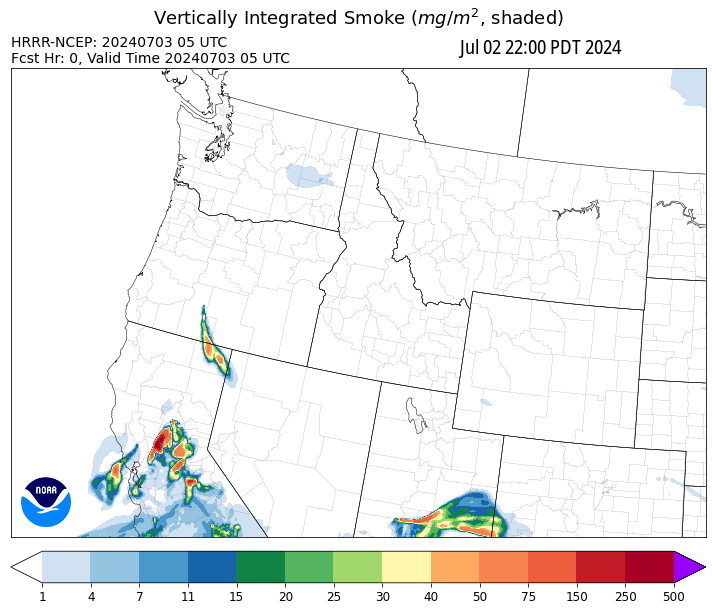 Vertically Integrated Smoke (mg/m², shaded)
HRRR-NCEP: 20240703 05 UTC
Fcst Hr: 0, Valid Time 20240703 05 UTC
Jul 02 22:00 PDT 2024
NOAA
1 4 7 11 15 20 25 30 40 50 75 150 250 500